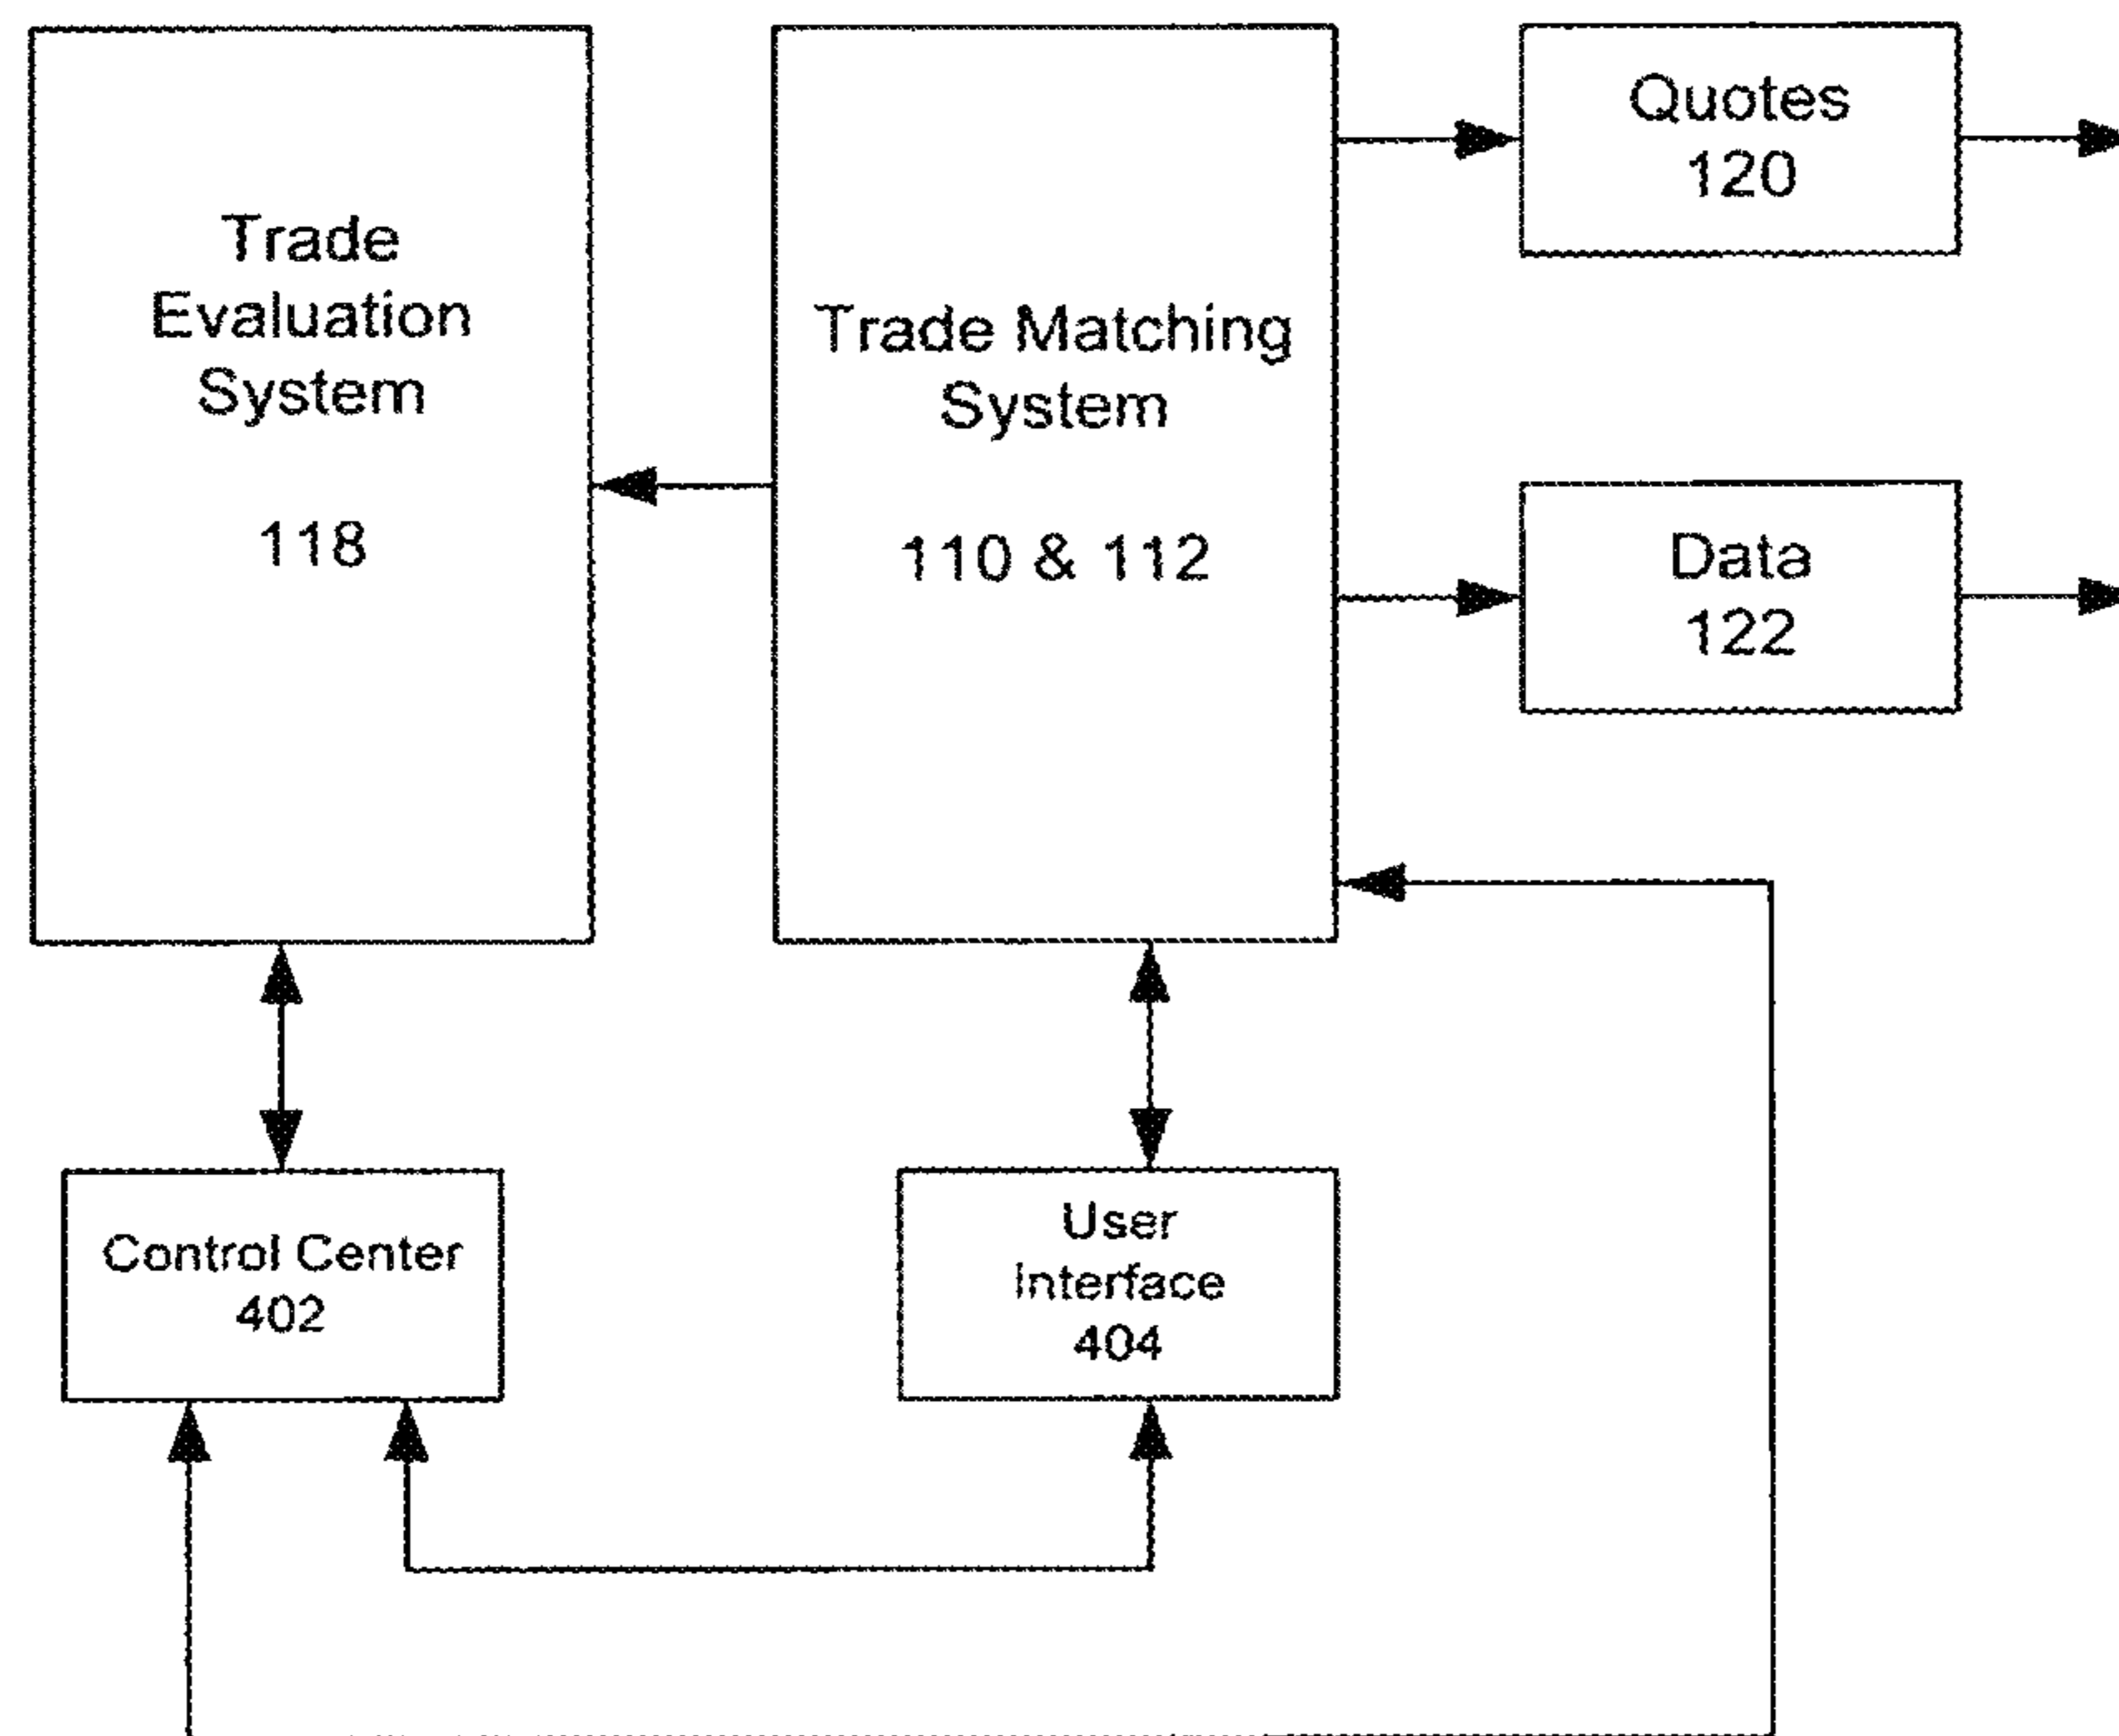 Trade
Evaluation
System
118
Trade Matching
System
110 & 112
Quotes
120
Data
122
Control Center
402
User
Interface
404